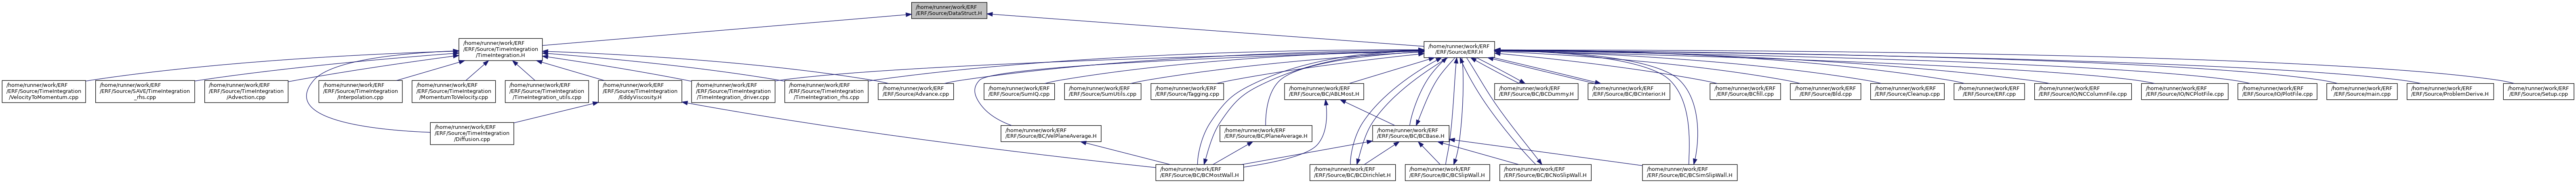 /home/runner/work/ERF
/ERF/Source/DataStruct.H
/home/runner/work/ERF
/ERF/Source/TimeIntegration
/TimeIntegration.H
/home/runner/work/ERF
/ERF/Source/ERF.H
/home/runner/work/ERF
/ERF/Source/TimeIntegration
/VelocityToMomentum.cpp
/home/runner/work/ERF
/ERF/Source/SAVE/TimeIntegration
_rhs.cpp
/home/runner/work/ERF
/ERF/Source/TimeIntegration
/Advection.cpp
/home/runner/work/ERF
/ERF/Source/TimeIntegration
/Interpolation.cpp
/home/runner/work/ERF
/ERF/Source/TimeIntegration
/MomentumToVelocity.cpp
/home/runner/work/ERF
/ERF/Source/TimeIntegration
/TimeIntegration_utils.cpp
/home/runner/work/ERF
/ERF/Source/TimeIntegration
/EddyViscosity.H
/home/runner/work/ERF
/ERF/Source/TimeIntegration
/TimeIntegration_driver.cpp
/home/runner/work/ERF
/ERF/Source/TimeIntegration
/TimeIntegration_rhs.cpp
/home/runner/work/ERF
/ERF/Source/Advance.cpp
/home/runner/work/ERF
/ERF/Source/SumIQ.cpp
/home/runner/work/ERF
/ERF/Source/SumUtils.cpp
/home/runner/work/ERF
/ERF/Source/Tagging.cpp
/home/runner/work/ERF
/ERF/Source/BC/ABLMost.H
/home/runner/work/ERF
/ERF/Source/BC/BCDummy.H
/home/runner/work/ERF
/ERF/Source/BC/BCInterior.H
/home/runner/work/ERF
/ERF/Source/BCfill.cpp
/home/runner/work/ERF
/ERF/Source/Bld.cpp
/home/runner/work/ERF
/ERF/Source/Cleanup.cpp
/home/runner/work/ERF
/ERF/Source/ERF.cpp
/home/runner/work/ERF
/ERF/Source/IO/NCColumnFile.cpp
/home/runner/work/ERF
/ERF/Source/IO/NCPlotFile.cpp
/home/runner/work/ERF
/ERF/Source/IO/PlotFile.cpp
/home/runner/work/ERF
/ERF/Source/main.cpp
/home/runner/work/ERF
/ERF/Source/ProblemDerive.H
/home/runner/work/ERF
/ERF/Source/Setup.cpp
/home/runner/work/ERF
/ERF/Source/TimeIntegration
/Diffusion.cpp
/home/runner/work/ERF
/ERF/Source/BC/VelPlaneAverage.H
/home/runner/work/ERF
/ERF/Source/BC/PlaneAverage.H
/home/runner/work/ERF
/ERF/Source/BC/BCBase.H
/home/runner/work/ERF
/ERF/Source/BC/BCMostWall.H
/home/runner/work/ERF
/ERF/Source/BC/BCDirichlet.H
/home/runner/work/ERF
/ERF/Source/BC/BCSlipWall.H
/home/runner/work/ERF
/ERF/Source/BC/BCNoSlipWall.H
/home/runner/work/ERF
/ERF/Source/BC/BCSimSlipWall.H